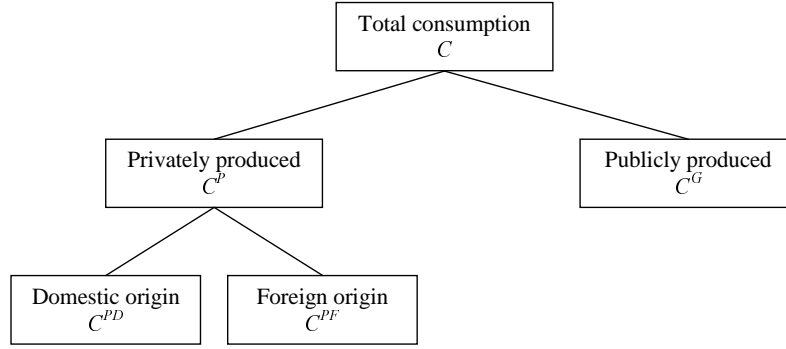 Total consumption
C
Privately produced
C^P
Publicly produced
C^G
Domestic origin
C^PD
Foreign origin
C^PF